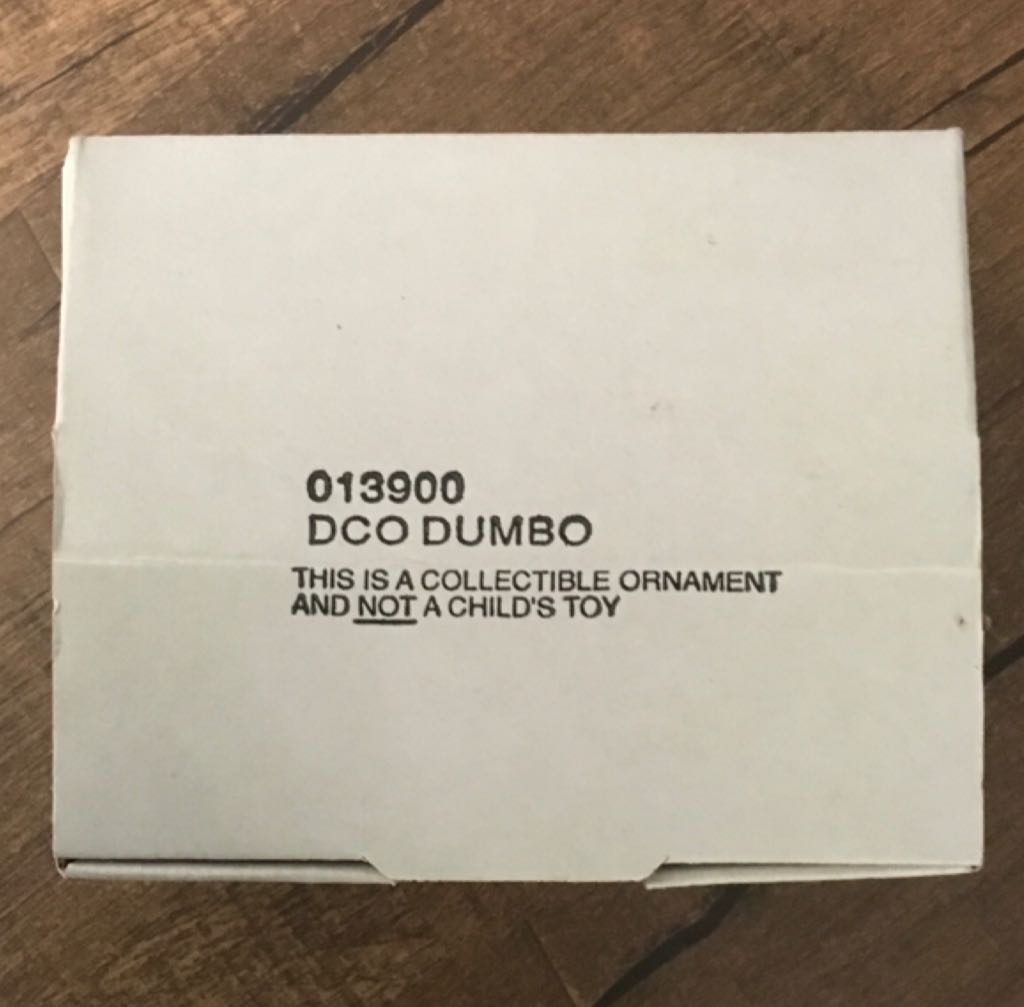 013900
DCO DUMBO
THIS IS A COLLECTIBLE ORNAMENT
AND NOT A CHILD'S TOY